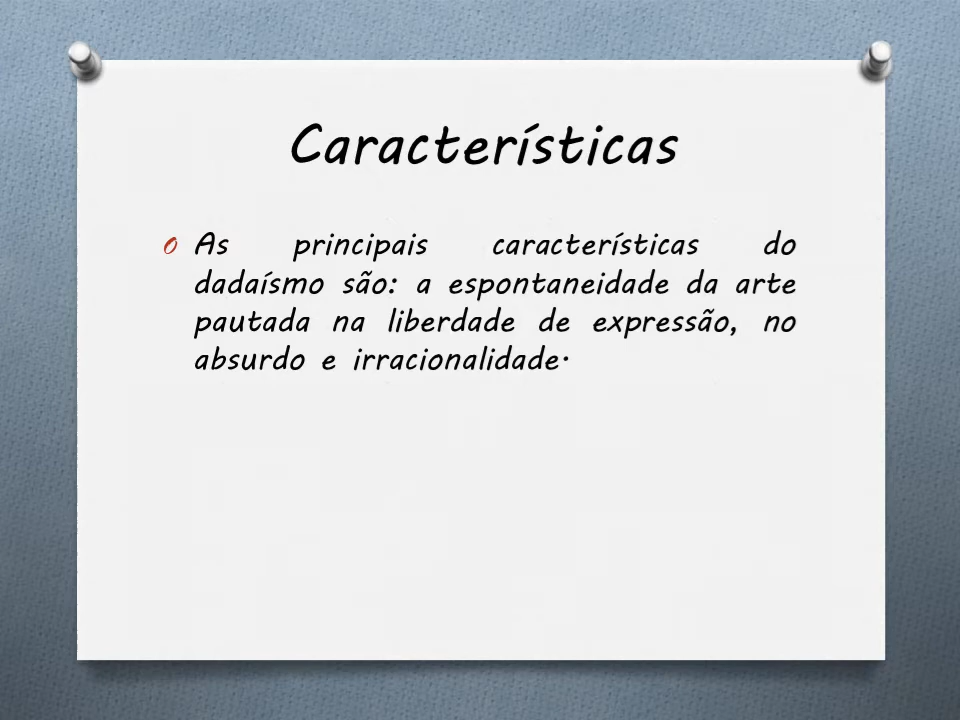 Características
As principais características do
dadaísmo são: a espontaneidade da arte
pautada na liberdade de expressão, no
absurdo e irracionalidade.